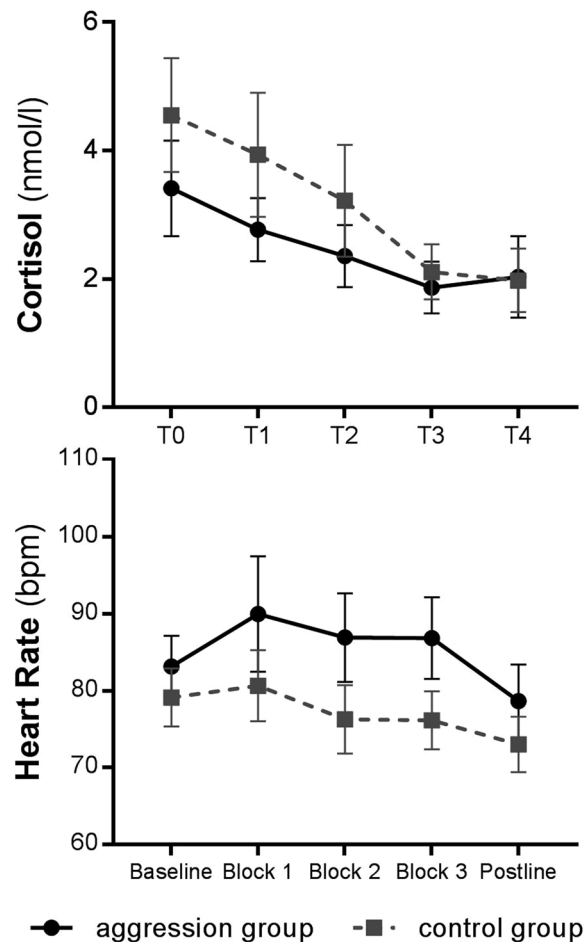 6
4
2
0
Cortisol (nmol/l)
T0 T1 T2 T3 T4
110
100
90
80
70
60
Heart Rate (bpm)
Baseline Block 1 Block 2 Block 3 Postline
aggression group control group